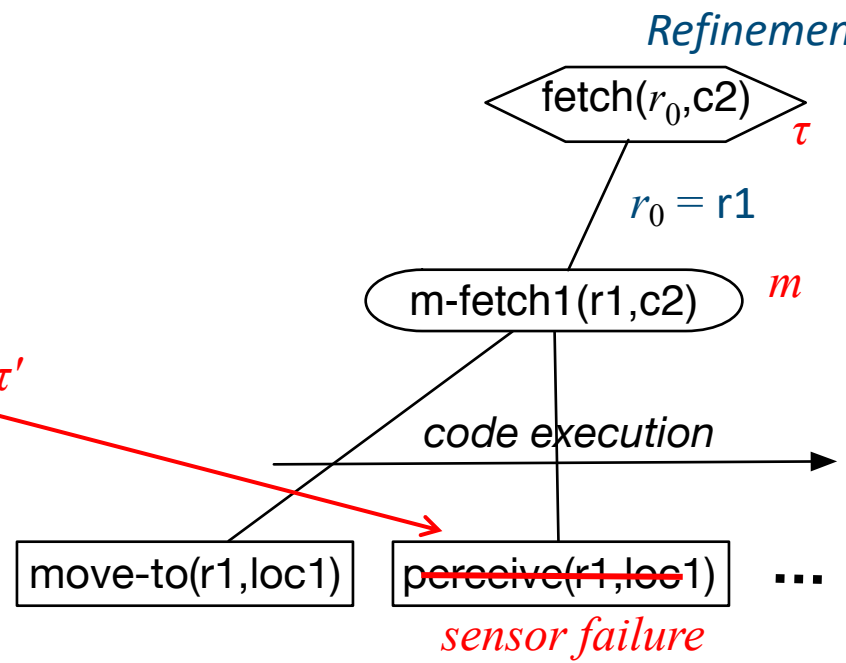 Refinemen
fetch(r₀,c2)
τ
r₀ = r1
m-fetch1(r1,c2)
m
τ′
code execution
move-to(r1,loc1)
perceive(r1,loc1)
...
sensor failure